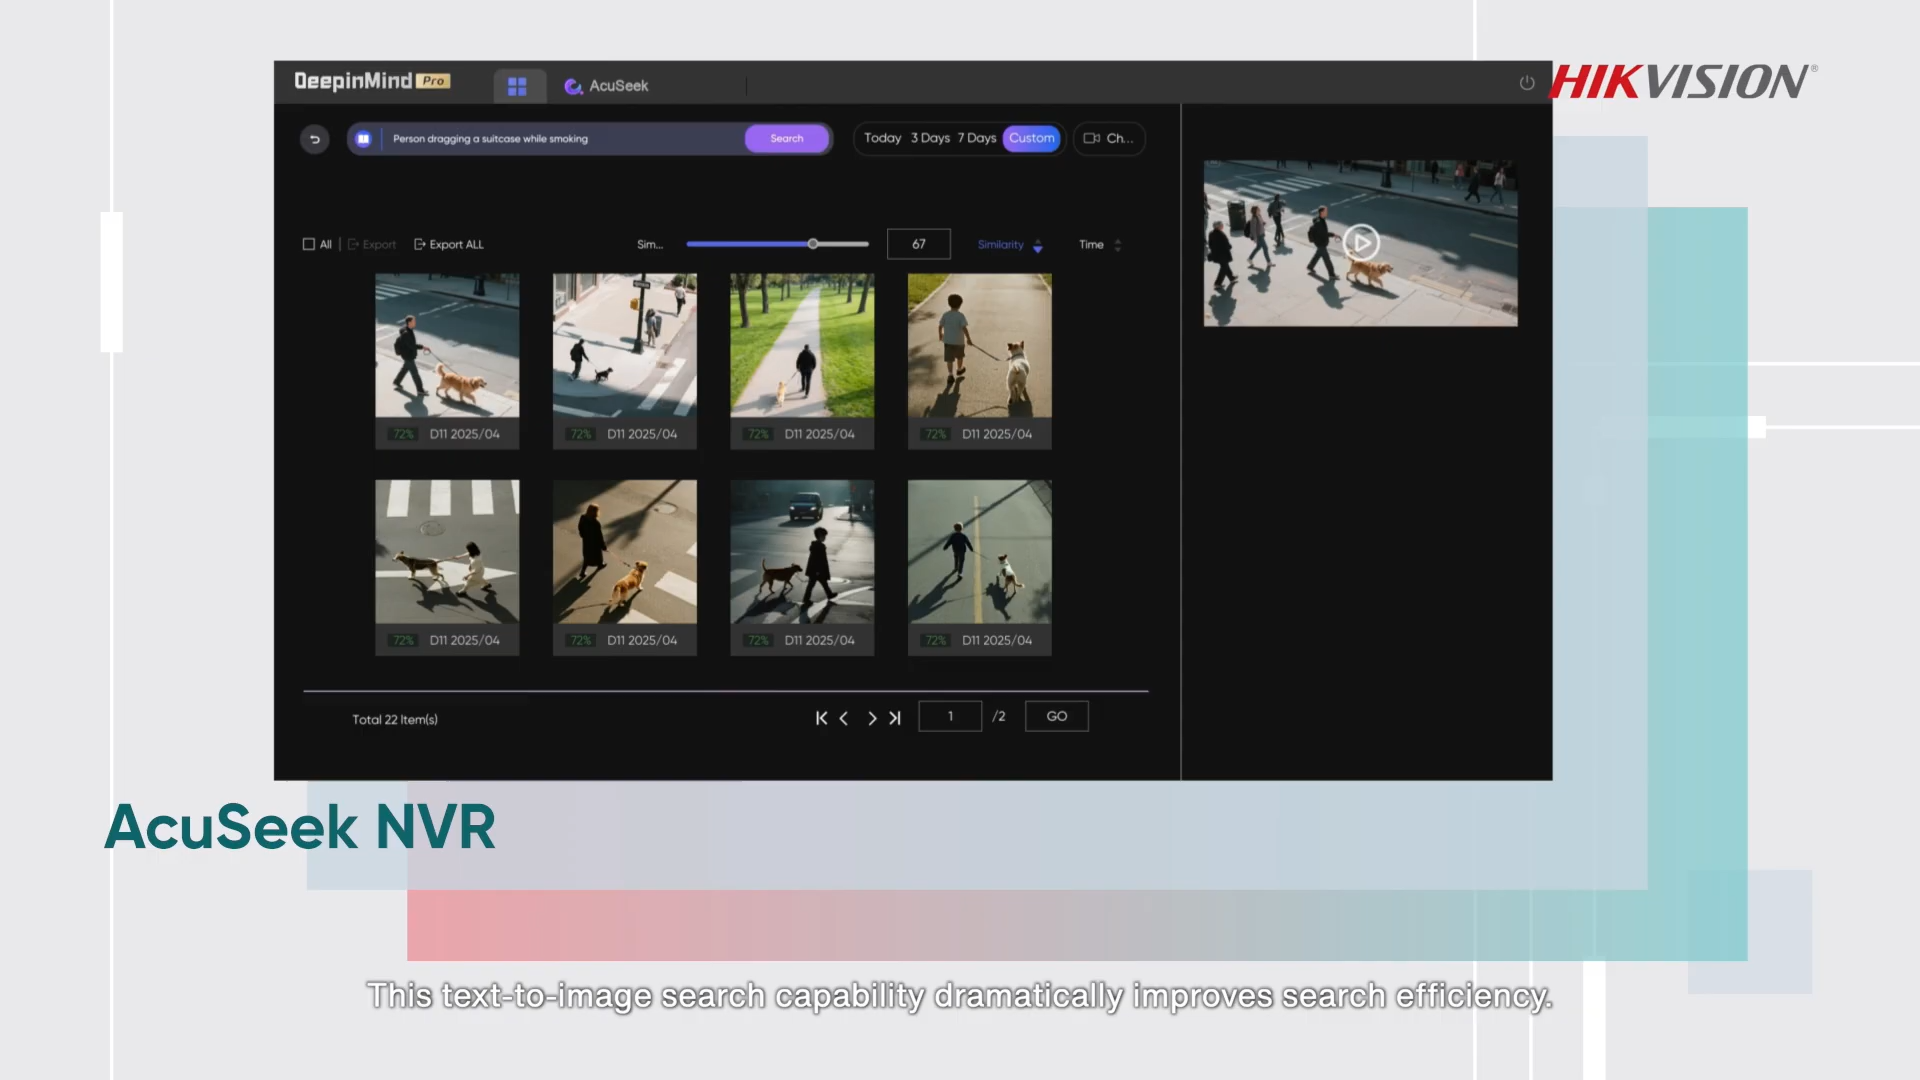 DeepinMind Pro
AcuSeek
HIKVISION®
Person dragging a suitcase while smoking
Search
Today 3 Days 7 Days Custom
Ch...
All | Export Export ALL
Sim... 67 Similarity Time
72% D11 2025/04
72% D11 2025/04
72% D11 2025/04
72% D11 2025/04
72% D11 2025/04
72% D11 2025/04
72% D11 2025/04
72% D11 2025/04
Total 22 Item(s)
1 /2 GO
AcuSeek NVR
This text-to-image search capability dramatically improves search efficiency.